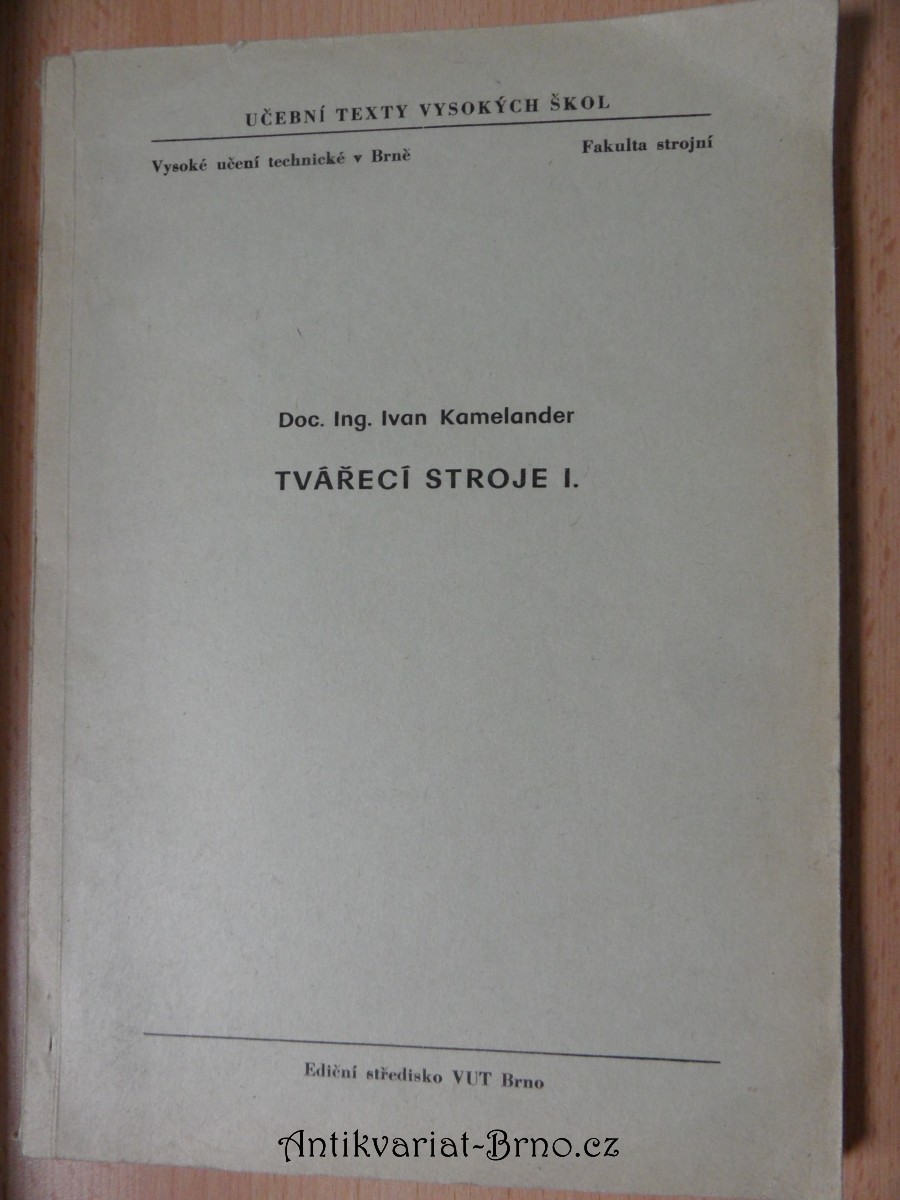 UČEBNÍ TEXTY VYSOKÝCH ŠKOL
Vysoké učení technické v Brně Fakulta strojní
Doc. Ing. Ivan Kamelander
TVÁŘECÍ STROJE I.
Ediční středisko VUT Brno
Antikvariat-Brno.cz